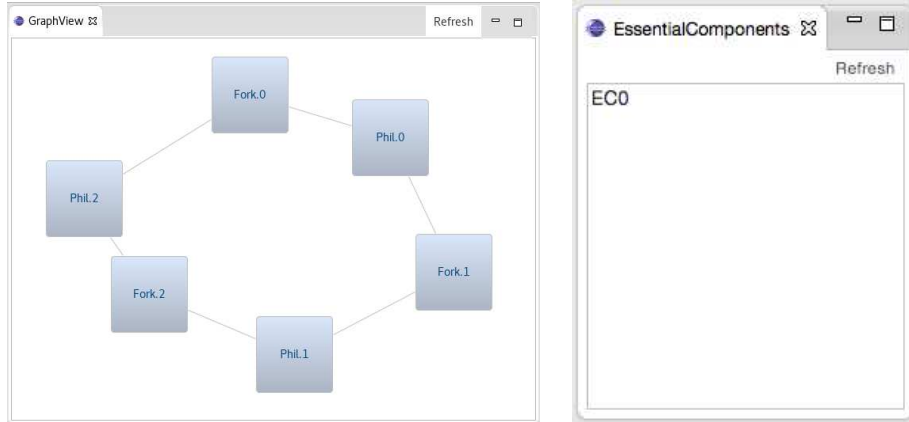 GraphView
Refresh
Fork.0
Phil.0
Phil.2
Fork.1
Fork.2
Phil.1
EssentialComponents
Refresh
EC0